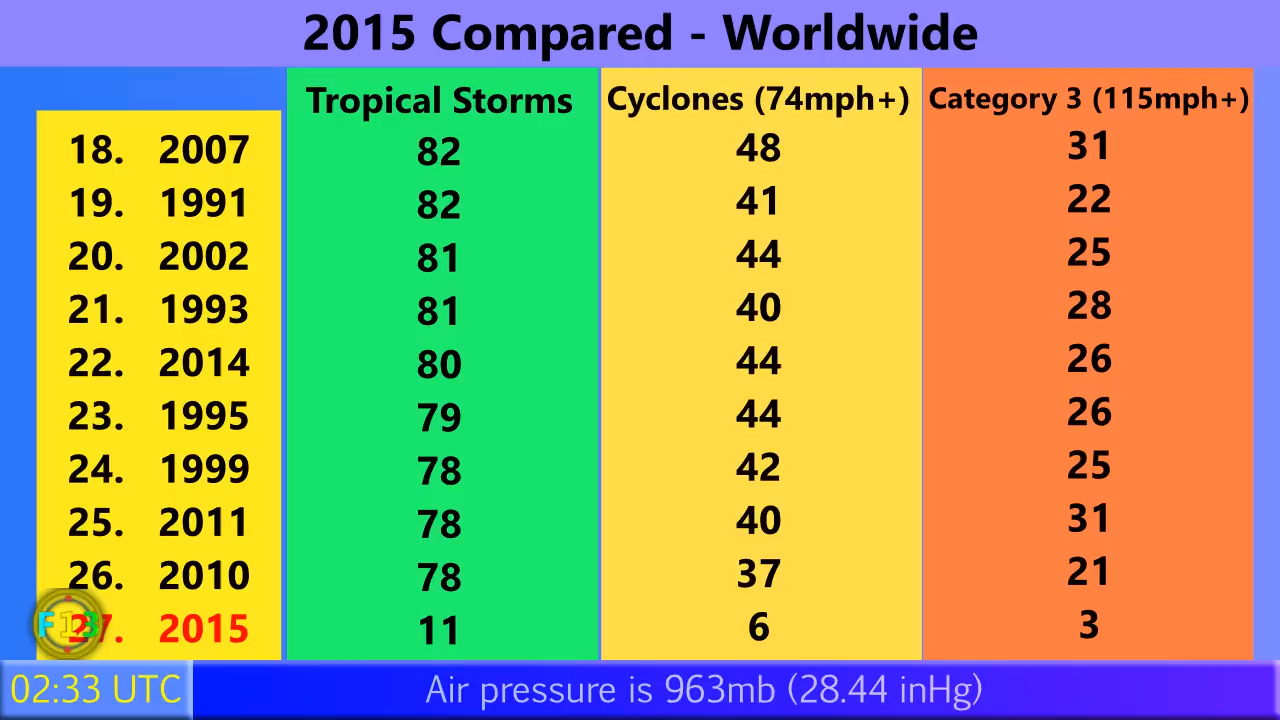 2015 Compared - Worldwide
Tropical Storms Cyclones (74mph+) Category 3 (115mph+)
18. 2007 82 48 31
19. 1991 82 41 22
20. 2002 81 44 25
21. 1993 81 40 28
22. 2014 80 44 26
23. 1995 79 44 26
24. 1999 78 42 25
25. 2011 78 40 31
26. 2010 78 37 21
27. 2015 11 6 3
F13
02:33 UTC Air pressure is 963mb (28.44 inHg)